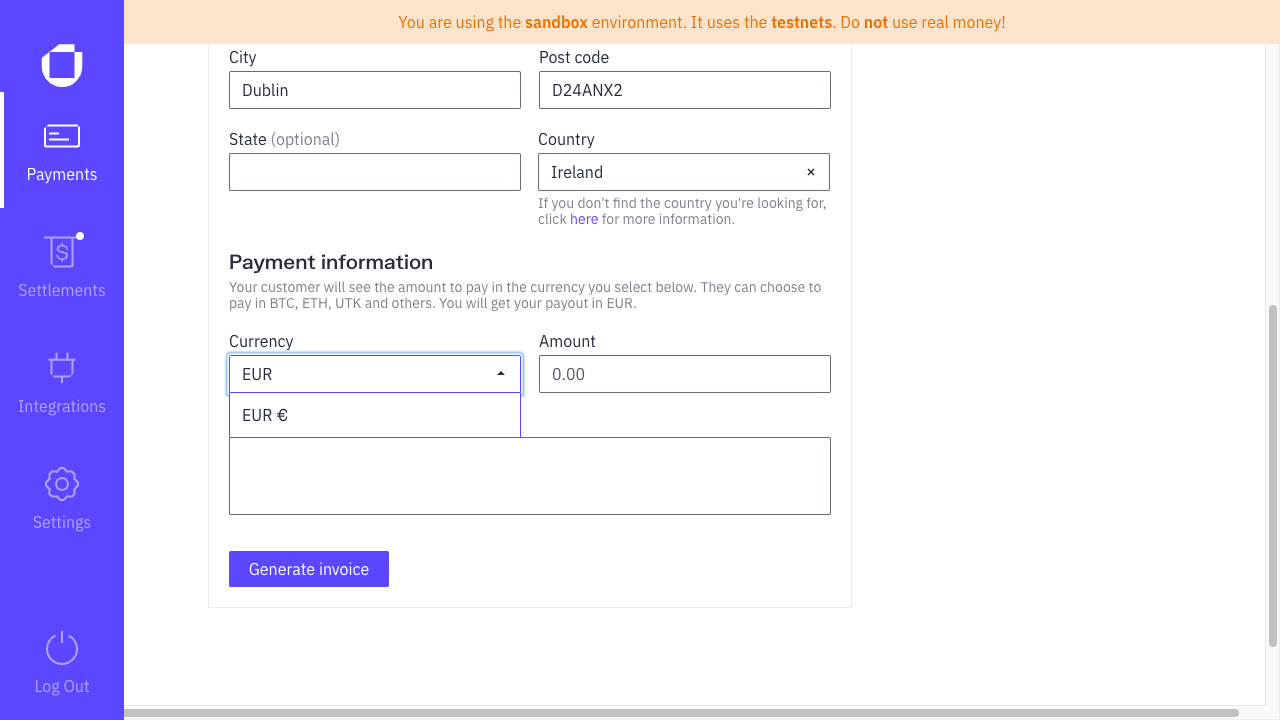 You are using the sandbox environment. It uses the testnets. Do not use real money!
Payments
Settlements
Integrations
Settings
Log Out
City
Post code
Dublin
D24ANX2
State (optional)
Country
Ireland
×
If you don't find the country you're looking for,
click here for more information.
Payment information
Your customer will see the amount to pay in the currency you select below. They can choose to
pay in BTC, ETH, UTK and others. You will get your payout in EUR.
Currency
Amount
EUR
0.00
EUR €
Generate invoice